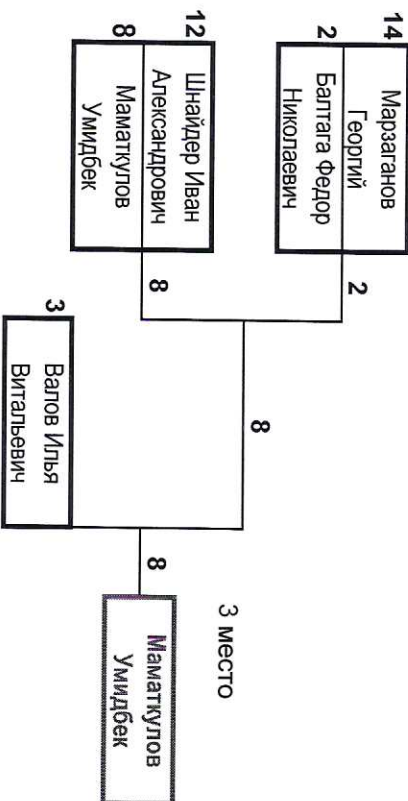 14
Марзаганов
Георгий
2
Балтага Федор
Николаевич
2
12
Шнайдер Иван
Александрович
8
Маматкулов
Умидбек
8
8
3
Валов Илья
Витальевич
8
3 место
Маматкулов
Умидбек